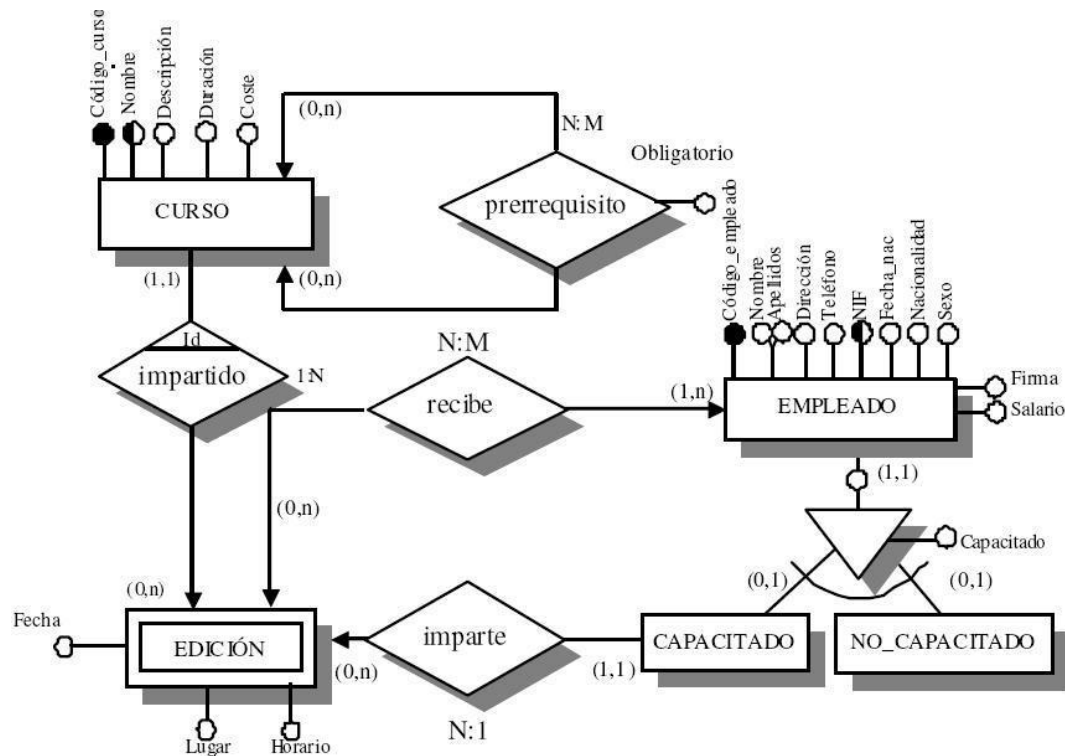 Código_curse
Nombre
Descripción
Duración
Coste
(0,n)
N:M
Obligatorio
CURSO
prerrequisito
(1,1)
(0,n)
Código_empleado
Nombre
Apellidos
Dirección
Teléfono
NIF
Fecha_nac
Nacionalidad
Sexo
Id
impartido
1:N
N:M
recibe
(1,n)
EMPLEADO
Firma
Salario
(1,1)
(0,n)
Capacitado
(0,1)
(0,1)
(0,n)
Fecha
EDICIÓN
(0,n)
imparte
(1,1)
CAPACITADO
NO_CAPACITADO
Lugar
Horario
N:1